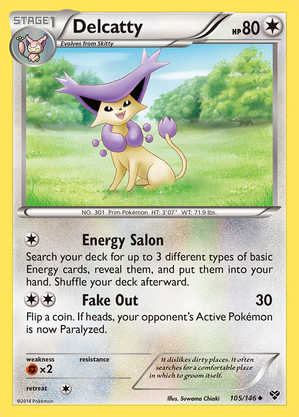 STAGE1
Delcatty
HP80
Evolves from Skitty
NO. 301 Prim Pokémon HT: 3'07" WT: 71.9 lbs.
Energy Salon
Search your deck for up to 3 different types of basic
Energy cards, reveal them, and put them into your
hand. Shuffle your deck afterward.
Fake Out 30
Flip a coin. If heads, your opponent's Active Pokémon
is now Paralyzed.
weakness resistance
×2
retreat
It dislikes dirty places. It often
searches for a comfortable place
in which to groom itself.
Illus. Suwama Chiaki
105/146
©2014 Pokémon
XY